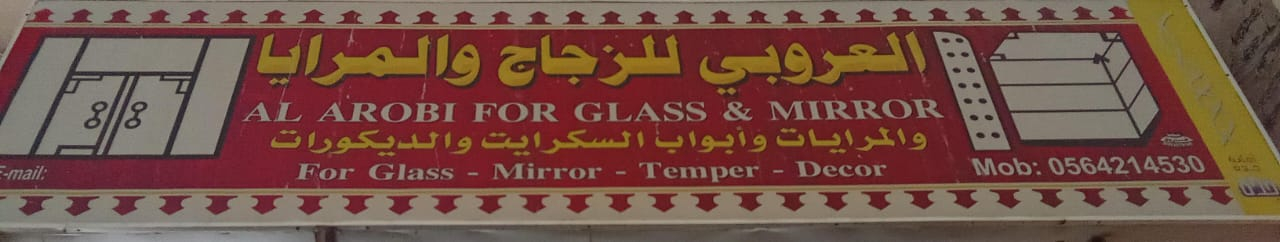 العروبي للزجاج والمرايا
AL AROBI FOR GLASS & MIRROR
والمرايات وأبواب السكرايت والديكورات
For Glass - Mirror - Temper - Decor
E-mail:
Mob: 0564214530